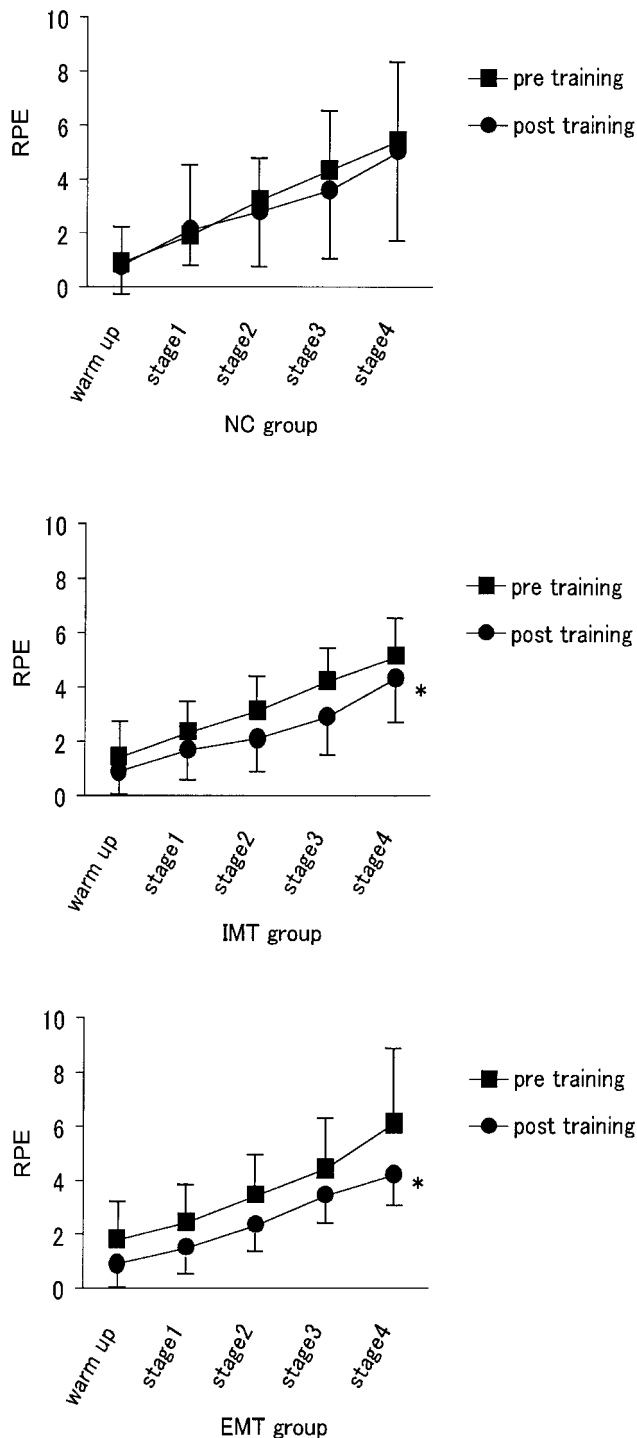 10
8
6
4
2
0
RPE
pre training
post training
warm up
stage1
stage2
stage3
stage4
NC group
10
8
6
4
2
0
RPE
pre training
post training
*
warm up
stage1
stage2
stage3
stage4
IMT group
10
8
6
4
2
0
RPE
pre training
post training
*
warm up
stage1
stage2
stage3
stage4
EMT group